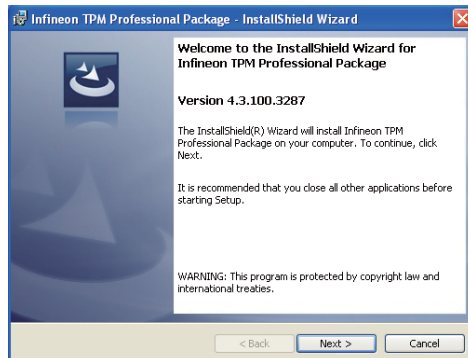 Infineon TPM Professional Package - InstallShield Wizard
Welcome to the InstallShield Wizard for
Infineon TPM Professional Package
Version 4.3.100.3287
The InstallShield(R) Wizard will install Infineon TPM
Professional Package on your computer. To continue, click
Next.
It is recommended that you close all other applications before
starting Setup.
WARNING: This program is protected by copyright law and
international treaties.
< Back Next > Cancel